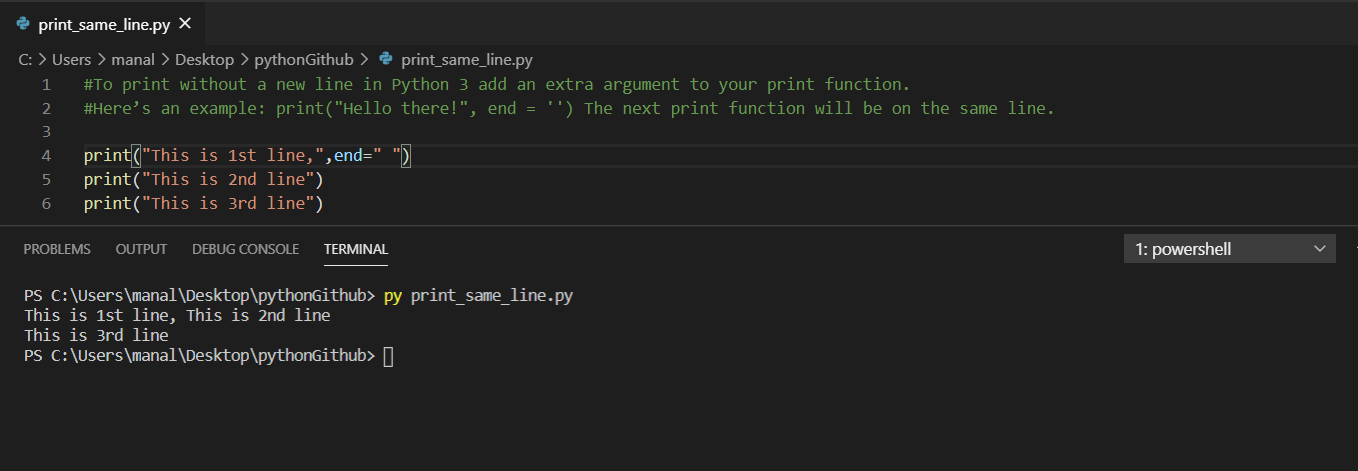 print_same_line.py ×
C: > Users > manal > Desktop > pythonGithub > print_same_line.py
1 #To print without a new line in Python 3 add an extra argument to your print function.
2 #Here’s an example: print("Hello there!", end = '') The next print function will be on the same line.
3
4 print("This is 1st line,",end=" ")
5 print("This is 2nd line")
6 print("This is 3rd line")
PROBLEMS OUTPUT DEBUG CONSOLE TERMINAL 1: powershell
PS C:\Users\manal\Desktop\pythonGithub> py print_same_line.py
This is 1st line, This is 2nd line
This is 3rd line
PS C:\Users\manal\Desktop\pythonGithub>